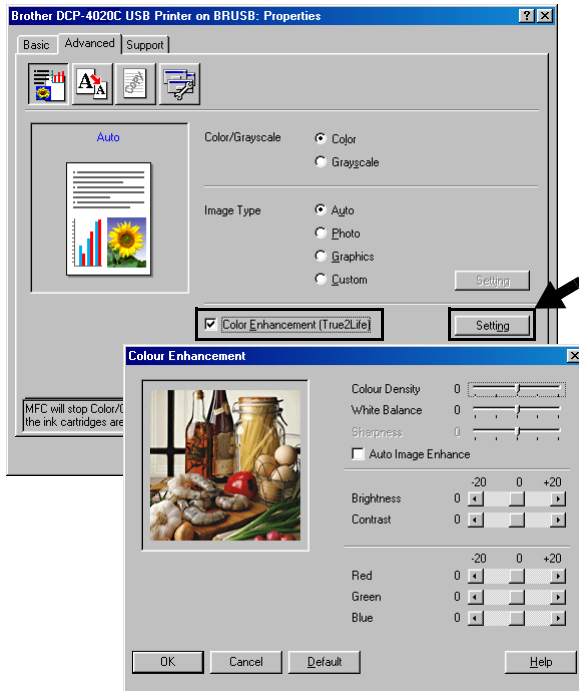 Brother DCP-4020C USB Printer on BRUSB: Properties
Basic Advanced Support
Auto
Color/Grayscale
Color
Grayscale
Image Type
Auto
Photo
Graphics
Custom
Setting
Color Enhancement (True2Life)
Setting
MFC will stop Color/
the ink cartridges are
Colour Enhancement
Colour Density 0
White Balance 0
Sharpness 0
Auto Image Enhance
-20 0 +20
Brightness 0
Contrast 0
-20 0 +20
Red 0
Green 0
Blue 0
OK Cancel Default Help